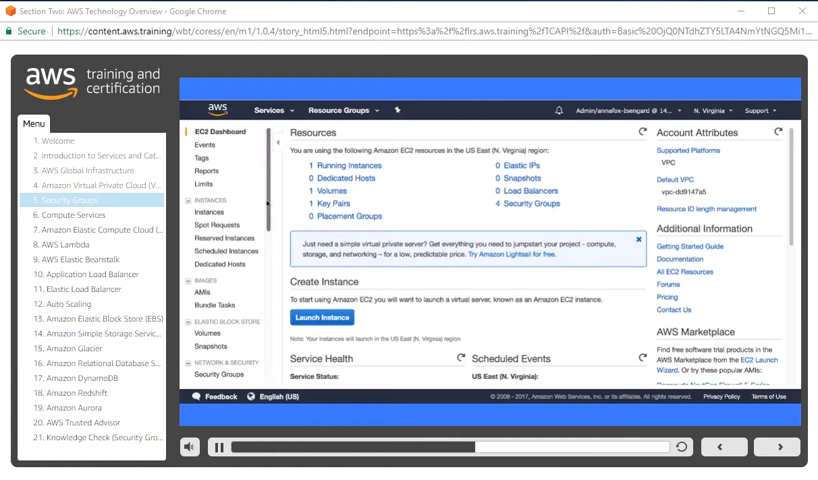 Section Two: AWS Technology Overview - Google Chrome
Secure
https://content.aws.training/wbt/coress/en/m1/1.0.4/story_html5.html?endpoint=https%3a%2f%2flrs.aws.training%2fTCAPI%2f&auth=Basic%20OjQ0NTdhZTY5LTA4NmYtNGQ5Mi1...
aws training and certification
Menu
1. Welcome
2. Introduction to Services and Cat...
3. AWS Global Infrastructure
4. Amazon Virtual Private Cloud (V...
5. Security Groups
6. Compute Services
7. Amazon Elastic Compute Cloud (...
8. AWS Lambda
9. AWS Elastic Beanstalk
10. Application Load Balancer
11. Elastic Load Balancer
12. Auto Scaling
13. Amazon Elastic Block Store (EBS)
14. Amazon Simple Storage Servic...
15. Amazon Glacier
16. Amazon Relational Database S...
17. Amazon DynamoDB
18. Amazon Redshift
19. Amazon Aurora
20. AWS Trusted Advisor
21. Knowledge Check (Security Gro...
aws Services Resource Groups
Admin/annafox-Isengard @ 14... N. Virginia Support
EC2 Dashboard
Events
Tags
Reports
Limits
INSTANCES
Instances
Spot Requests
Reserved Instances
Scheduled Instances
Dedicated Hosts
IMAGES
AMIs
Bundle Tasks
ELASTIC BLOCK STORE
Volumes
Snapshots
NETWORK & SECURITY
Security Groups
Resources
You are using the following Amazon EC2 resources in the US East (N. Virginia) region:
1 Running Instances 0 Elastic IPs
0 Dedicated Hosts 0 Snapshots
1 Volumes 0 Load Balancers
1 Key Pairs 4 Security Groups
0 Placement Groups
Just need a simple virtual private server? Get everything you need to jumpstart your project - compute,
storage, and networking – for a low, predictable price. Try Amazon Lightsail for free.
Create Instance
To start using Amazon EC2 you will want to launch a virtual server, known as an Amazon EC2 instance.
Launch Instance
Note: Your instances will launch in the US East (N. Virginia) region
Service Health Scheduled Events
Service Status: US East (N. Virginia):
Account Attributes
Supported Platforms
VPC
Default VPC
vpc-dd9147a5
Resource ID length management
Additional Information
Getting Started Guide
Documentation
All EC2 Resources
Forums
Pricing
Contact Us
AWS Marketplace
Find free software trial products in the
AWS Marketplace from the EC2 Launch
Wizard. Or try these popular AMIs:
Feedback English (US)
© 2008 - 2017, Amazon Web Services, Inc. or its affiliates. All rights reserved. Privacy Policy Terms of Use